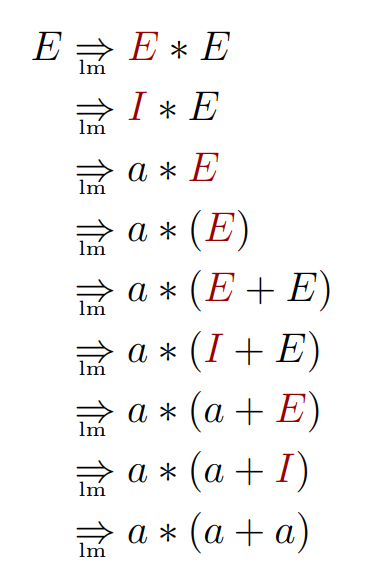 E ⇒lm E ∗ E
⇒lm I ∗ E
⇒lm a ∗ E
⇒lm a ∗ (E)
⇒lm a ∗ (E + E)
⇒lm a ∗ (I + E)
⇒lm a ∗ (a + E)
⇒lm a ∗ (a + I)
⇒lm a ∗ (a + a)